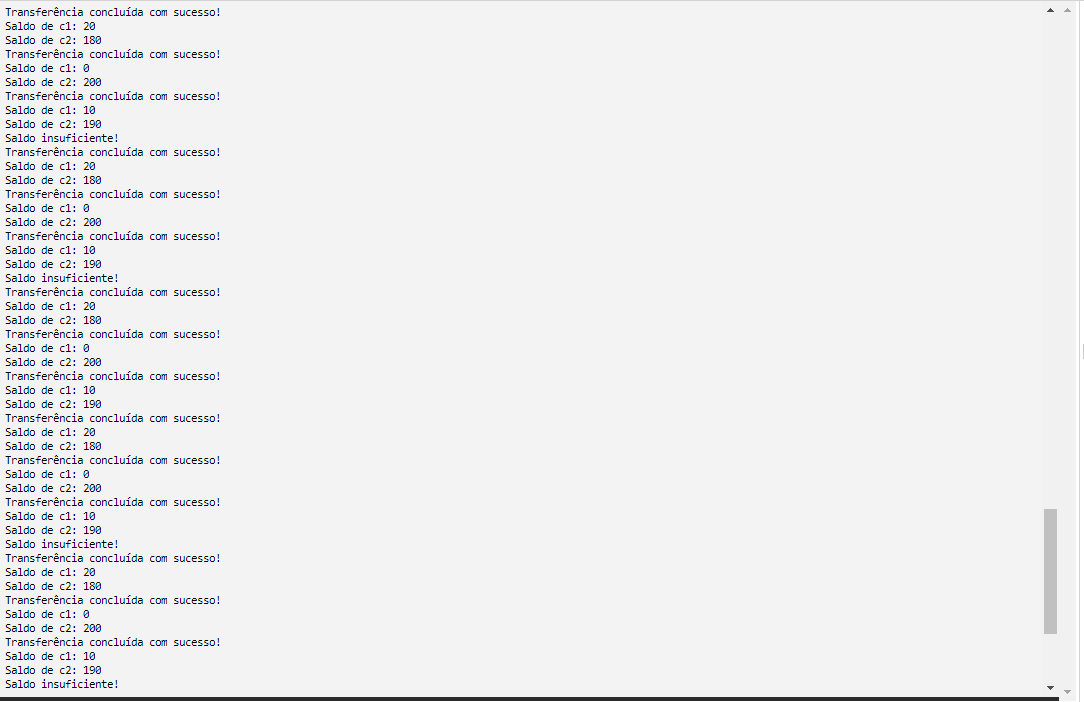 Transferência concluída com sucesso!
Saldo de c1: 20
Saldo de c2: 180
Transferência concluída com sucesso!
Saldo de c1: 0
Saldo de c2: 200
Transferência concluída com sucesso!
Saldo de c1: 10
Saldo de c2: 190
Saldo insuficiente!
Transferência concluída com sucesso!
Saldo de c1: 20
Saldo de c2: 180
Transferência concluída com sucesso!
Saldo de c1: 0
Saldo de c2: 200
Transferência concluída com sucesso!
Saldo de c1: 10
Saldo de c2: 190
Saldo insuficiente!
Transferência concluída com sucesso!
Saldo de c1: 20
Saldo de c2: 180
Transferência concluída com sucesso!
Saldo de c1: 0
Saldo de c2: 200
Transferência concluída com sucesso!
Saldo de c1: 10
Saldo de c2: 190
Transferência concluída com sucesso!
Saldo de c1: 20
Saldo de c2: 180
Transferência concluída com sucesso!
Saldo de c1: 0
Saldo de c2: 200
Transferência concluída com sucesso!
Saldo de c1: 10
Saldo de c2: 190
Saldo insuficiente!
Transferência concluída com sucesso!
Saldo de c1: 20
Saldo de c2: 180
Transferência concluída com sucesso!
Saldo de c1: 0
Saldo de c2: 200
Transferência concluída com sucesso!
Saldo de c1: 10
Saldo de c2: 190
Saldo insuficiente!